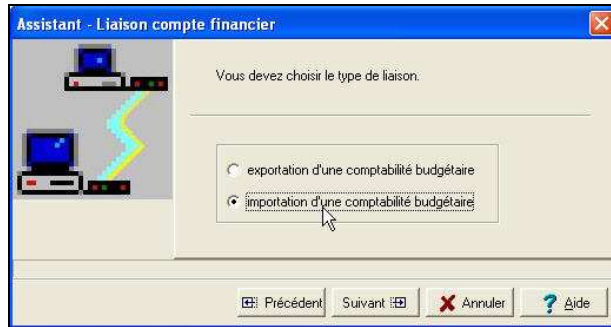 Assistant - Liaison compte financier
Vous devez choisir le type de liaison.
exportation d'une comptabilité budgétaire
importation d'une comptabilité budgétaire
Précédent Suivant Annuler ? Aide